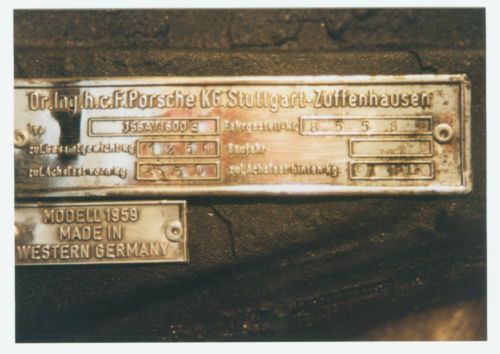 Dr.Ing.h.c.F.Porsche KG. Stuttgart-Zuffenhausen
Typ 356A/1600 Fahrgestell-Nr.
zul.Gesamtgewicht kg Baujahr
zul.Achslast vorn kg zul.Achslast hinten kg
MODELL 1959
MADE IN
WESTERN GERMANY